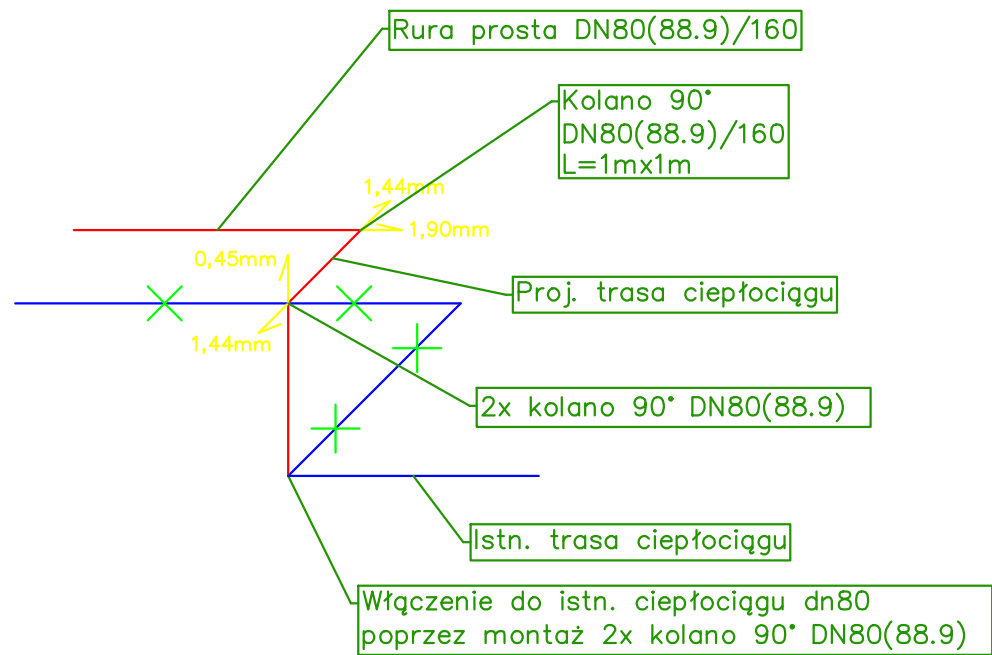 Rura prosta DN80(88.9)/160
Kolano 90°
DN80(88.9)/160
L=1mx1m
1,44mm
1,90mm
0,45mm
Proj. trasa ciepłociągu
1,44mm
2x kolano 90° DN80(88.9)
Istn. trasa ciepłociągu
Włączenie do istn. ciepłociągu dn80
poprzez montaż 2x kolano 90° DN80(88.9)